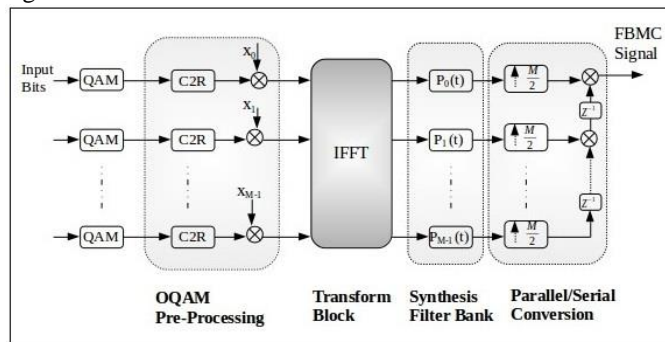 FBMC
Signal
Input
Bits
QAM
C2R
x0
IFFT
P0(t)
M/2
Z-1
QAM
C2R
x1
P1(t)
M/2
Z-1
QAM
C2R
xM-1
PM-1(t)
M/2
OQAM
Pre-Processing
Transform
Block
Synthesis
Filter Bank
Parallel/Serial
Conversion